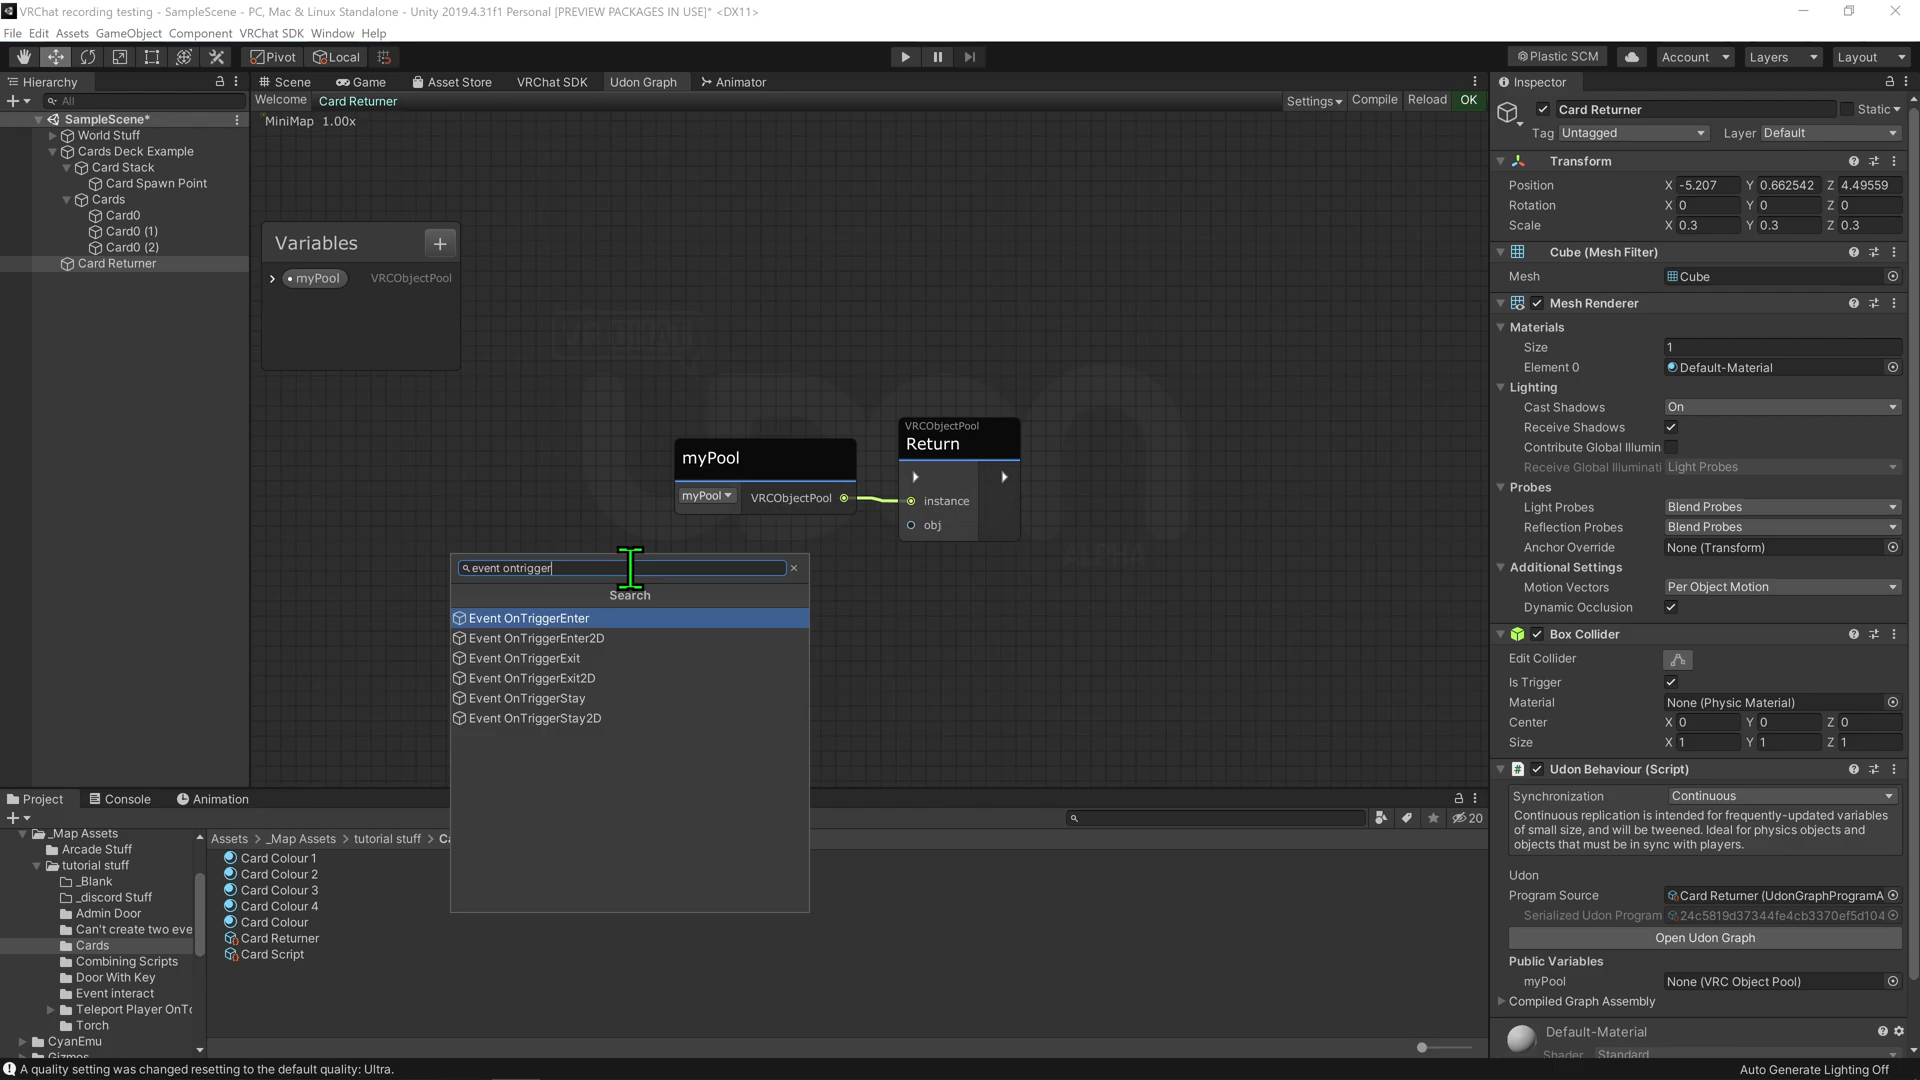 VRChat recording testing - SampleScene - PC, Mac & Linux Standalone - Unity 2019.4.31f1 Personal [PREVIEW PACKAGES IN USE]* <DX11>
File Edit Assets GameObject Component VRChat SDK Window Help
Pivot Local Plastic SCM Account Layers Layout
Hierarchy
All
SampleScene*
World Stuff
Cards Deck Example
Card Stack
Card Spawn Point
Cards
Card0
Card0 (1)
Card0 (2)
Card Returner
Scene Game Asset Store VRChat SDK Udon Graph Animator
Welcome Card Returner Settings Compile Reload OK
MiniMap 1.00x
Variables +
myPool VRCObjectPool
myPool
myPool VRCObjectPool
VRCObjectPool
Return
instance
obj
event ontrigger
Search
Event OnTriggerEnter
Event OnTriggerEnter2D
Event OnTriggerExit
Event OnTriggerExit2D
Event OnTriggerStay
Event OnTriggerStay2D
Inspector
Card Returner Static
Tag Untagged Layer Default
Transform
Position X -5.207 Y 0.662542 Z 4.49559
Rotation X 0 Y 0 Z 0
Scale X 0.3 Y 0.3 Z 0.3
Cube (Mesh Filter)
Mesh Cube
Mesh Renderer
Materials
Size 1
Element 0 Default-Material
Lighting
Cast Shadows On
Receive Shadows
Contribute Global Illumin
Receive Global Illuminati Light Probes
Probes
Light Probes Blend Probes
Reflection Probes Blend Probes
Anchor Override None (Transform)
Additional Settings
Motion Vectors Per Object Motion
Dynamic Occlusion
Box Collider
Edit Collider
Is Trigger
Material None (Physic Material)
Center X 0 Y 0 Z 0
Size X 1 Y 1 Z 1
Udon Behaviour (Script)
Synchronization Continuous
Continuous replication is intended for frequently-updated variables
of small size, and will be tweened. Ideal for physics objects and
objects that must be in sync with players.
Udon
Program Source Card Returner (UdonGraphProgramA
Serialized Udon Program 24c5819d37344fe4cb3370ef5d104
Open Udon Graph
Public Variables
myPool None (VRC Object Pool)
Compiled Graph Assembly
Default-Material
Shader Standard
Project Console Animation
20
_Map Assets
Arcade Stuff
tutorial stuff
_Blank
_discord Stuff
Admin Door
Can't create two eve
Cards
Combining Scripts
Door With Key
Event interact
Teleport Player OnTo
Torch
CyanEmu
Gizmos
Assets > _Map Assets > tutorial stuff > Ca
Card Colour 1
Card Colour 2
Card Colour 3
Card Colour 4
Card Colour
Card Returner
Card Script
A quality setting was changed resetting to the default quality: Ultra.
Auto Generate Lighting Off